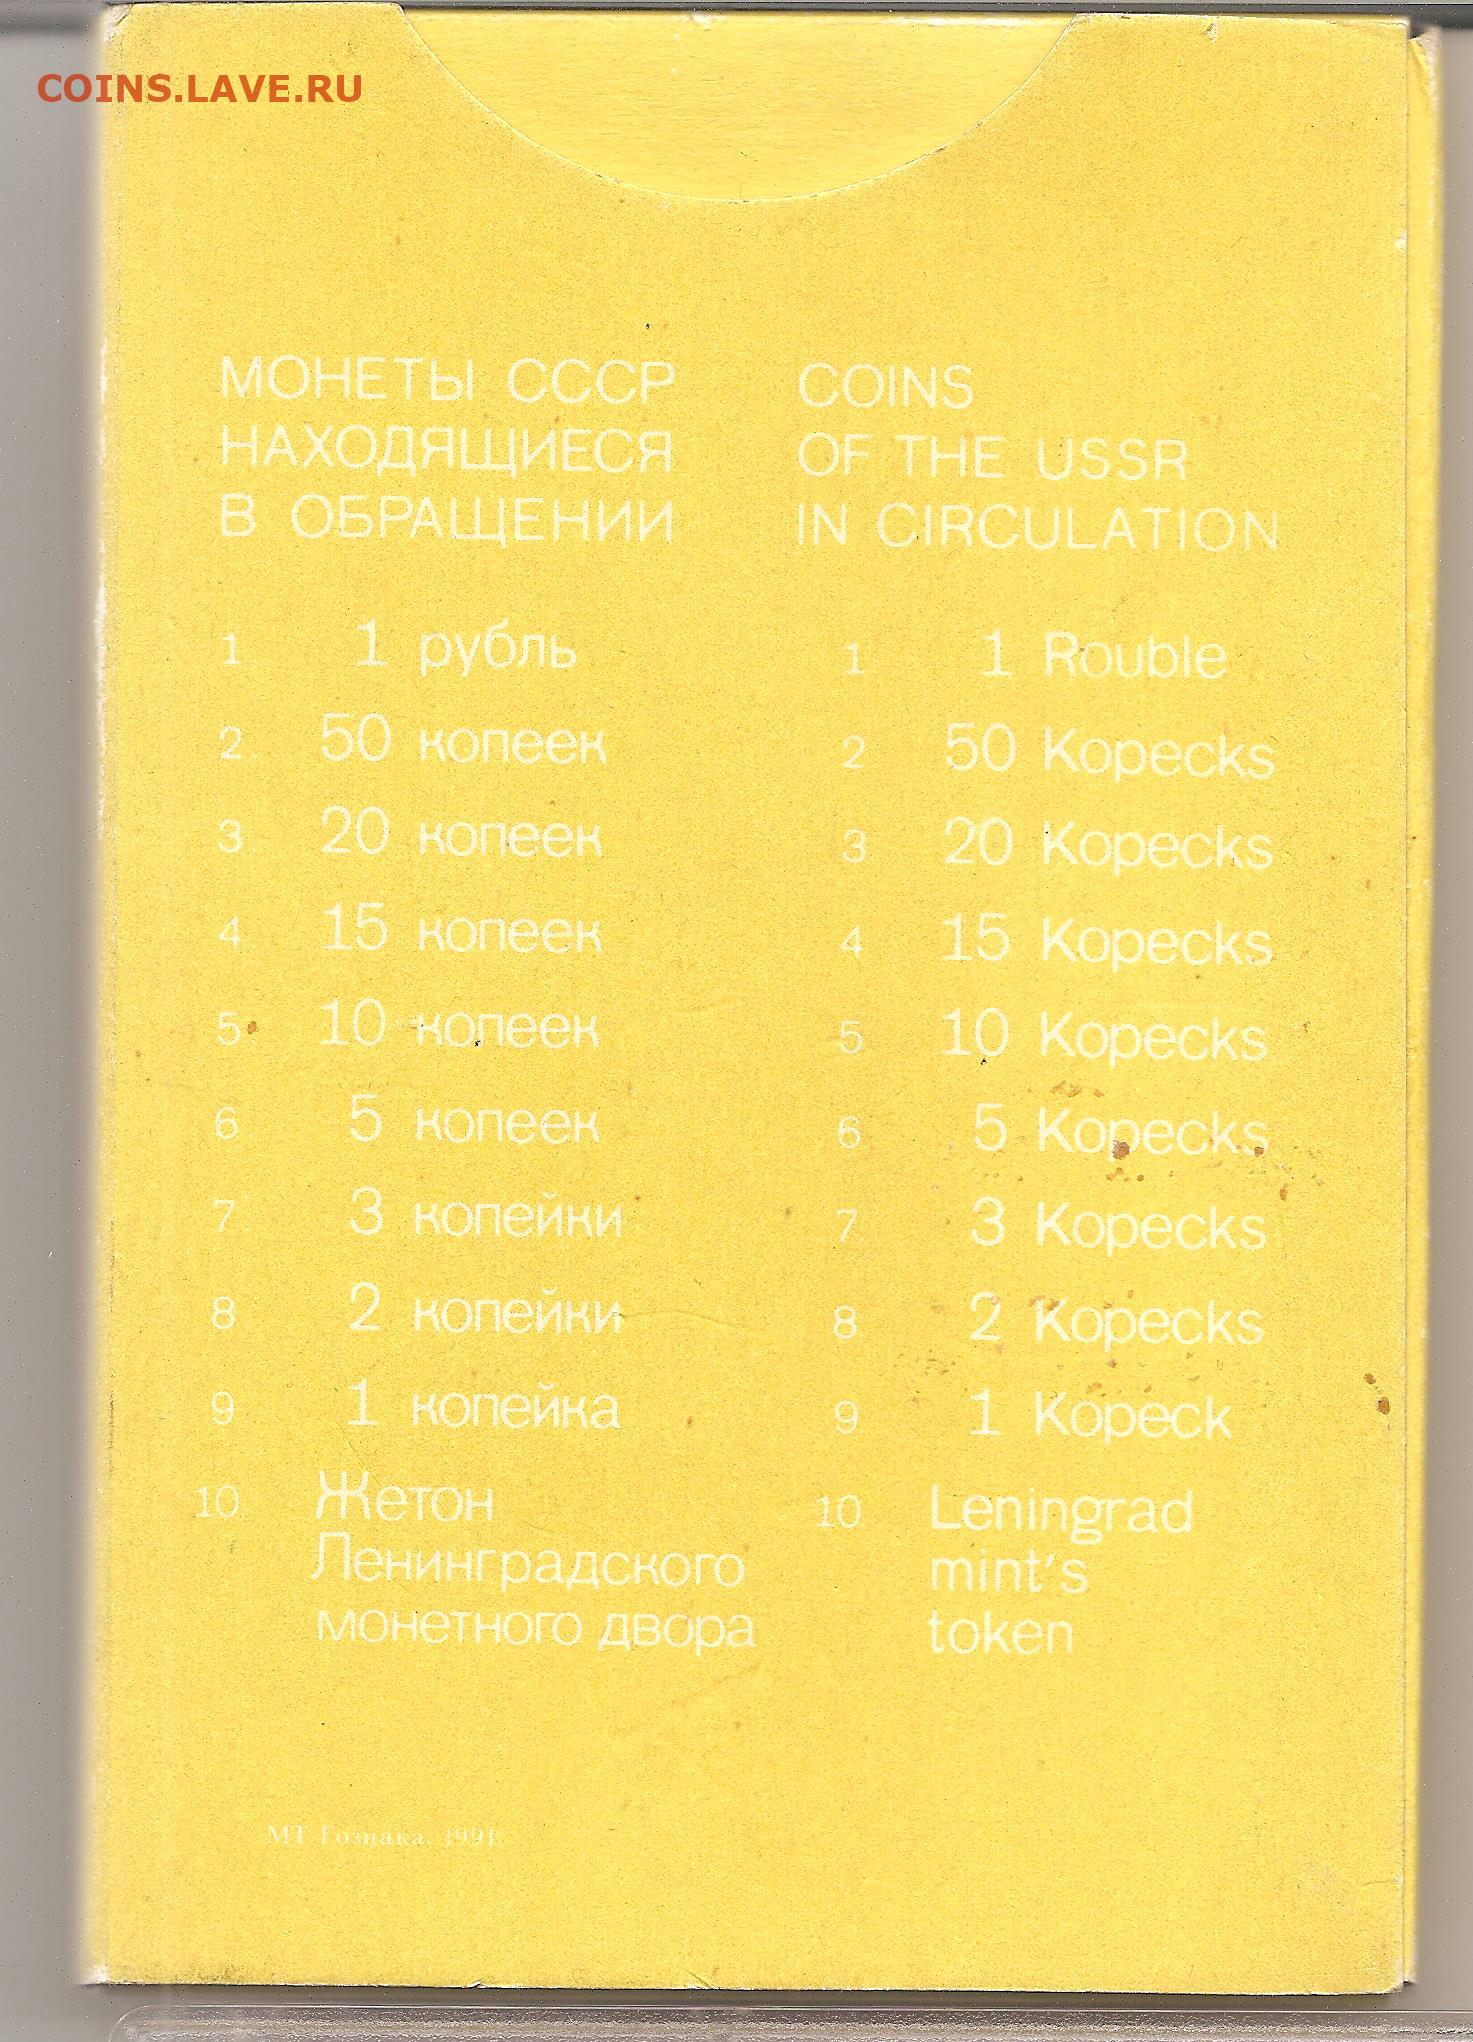 COINS.LAVE.RU
МОНЕТЫ СССР
НАХОДЯЩИЕСЯ
В ОБРАЩЕНИИ
1 1 рубль
2. 50 копеек
3. 20 копеек
4. 15 копеек
5. 10 копеек
6 5 копеек
7. 3 копейки
8 2 копейки
9 1 копейка
10. Жетон
Ленинградского
монетного двора
COINS
OF THE USSR
IN CIRCULATION
1 1 Rouble
2 50 Kopecks
3 20 Kopecks
4 15 Kopecks
5 10 Kopecks
6 5 Kopecks
7 3 Kopecks
8 2 Kopecks
9 1 Kopeck
10 Leningrad
mint's
token
МТ Гознака. 1991.